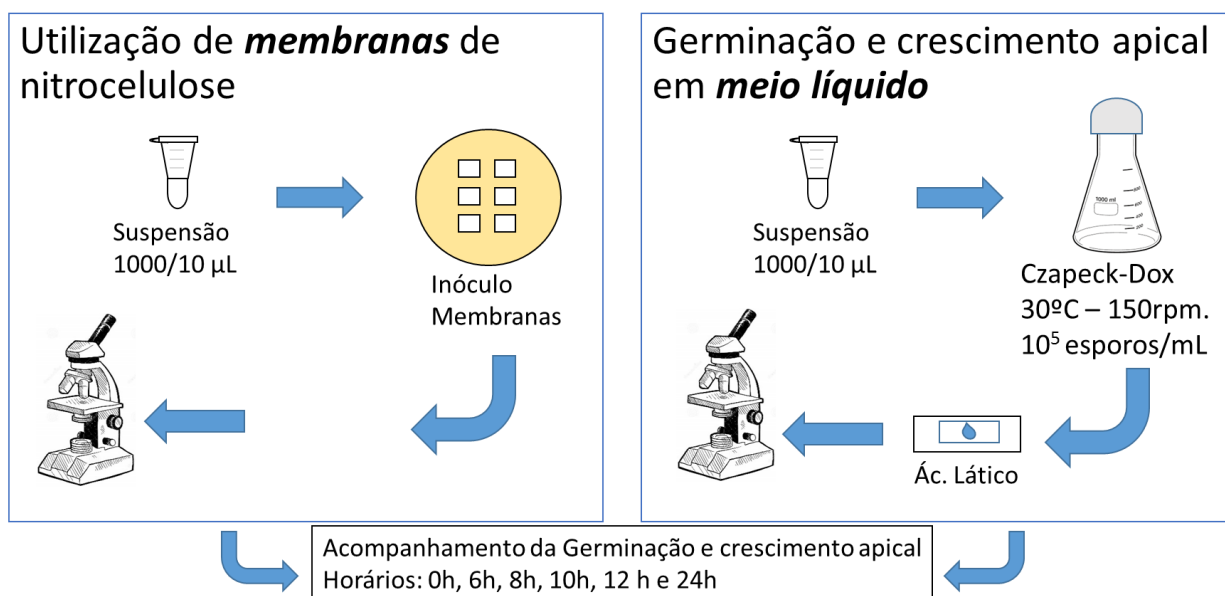 Utilização de membranas de
nitrocelulose
Suspensão
1000/10 µL
Inóculo
Membranas
Germinação e crescimento apical
em meio líquido
Suspensão
1000/10 µL
1000 ml
Czapeck-Dox
30ºC – 150rpm.
10⁵ esporos/mL
Ác. Lático
Acompanhamento da Germinação e crescimento apical
Horários: 0h, 6h, 8h, 10h, 12 h e 24h